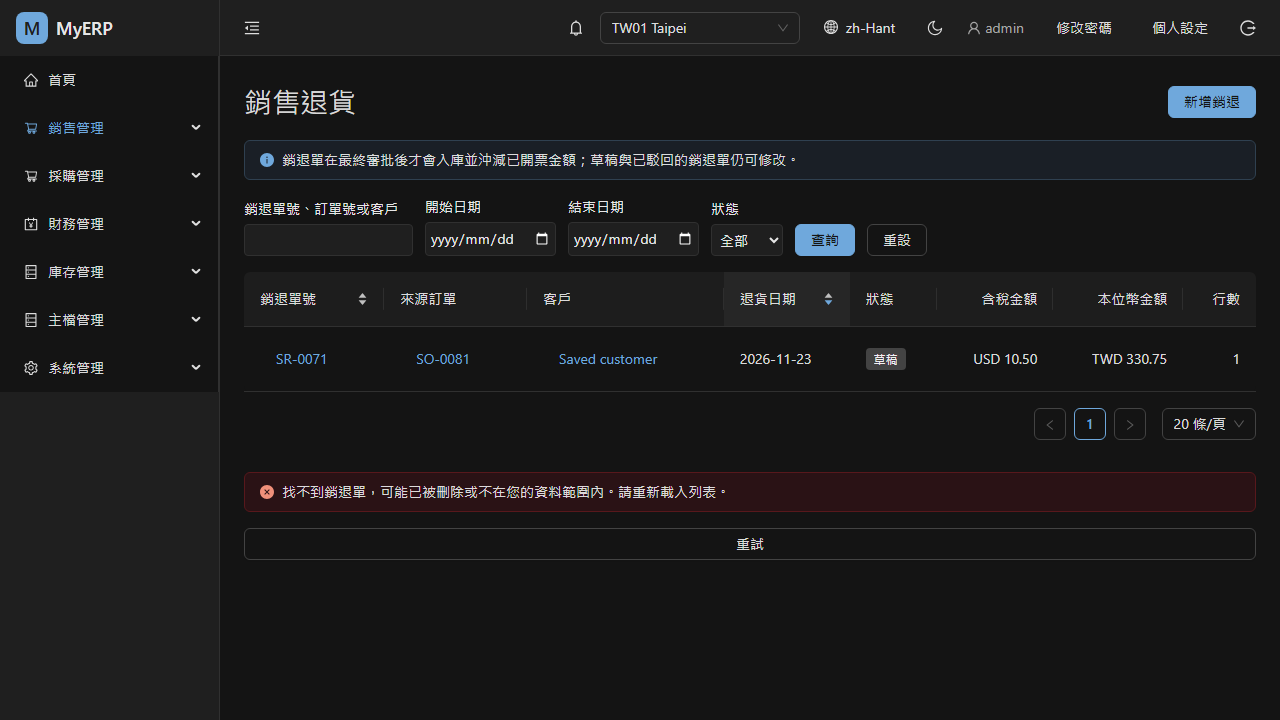 M MyERP
TW01 Taipei
zh-Hant
admin
修改密碼
個人設定
首頁
銷售管理
採購管理
財務管理
庫存管理
主檔管理
系統管理
銷售退貨
新增銷退
銷退單在最終審批後才會入庫並沖減已開票金額；草稿與已駁回的銷退單仍可修改。
銷退單號、訂單號或客戶
開始日期
結束日期
狀態
yyyy/mm/dd
yyyy/mm/dd
全部
查詢
重設
銷退單號 來源訂單 客戶 退貨日期 狀態 含稅金額 本位幣金額 行數
SR-0071 SO-0081 Saved customer 2026-11-23 草稿 USD 10.50 TWD 330.75 1
1
20 條/頁
找不到銷退單，可能已被刪除或不在您的資料範圍內。請重新載入列表。
重試